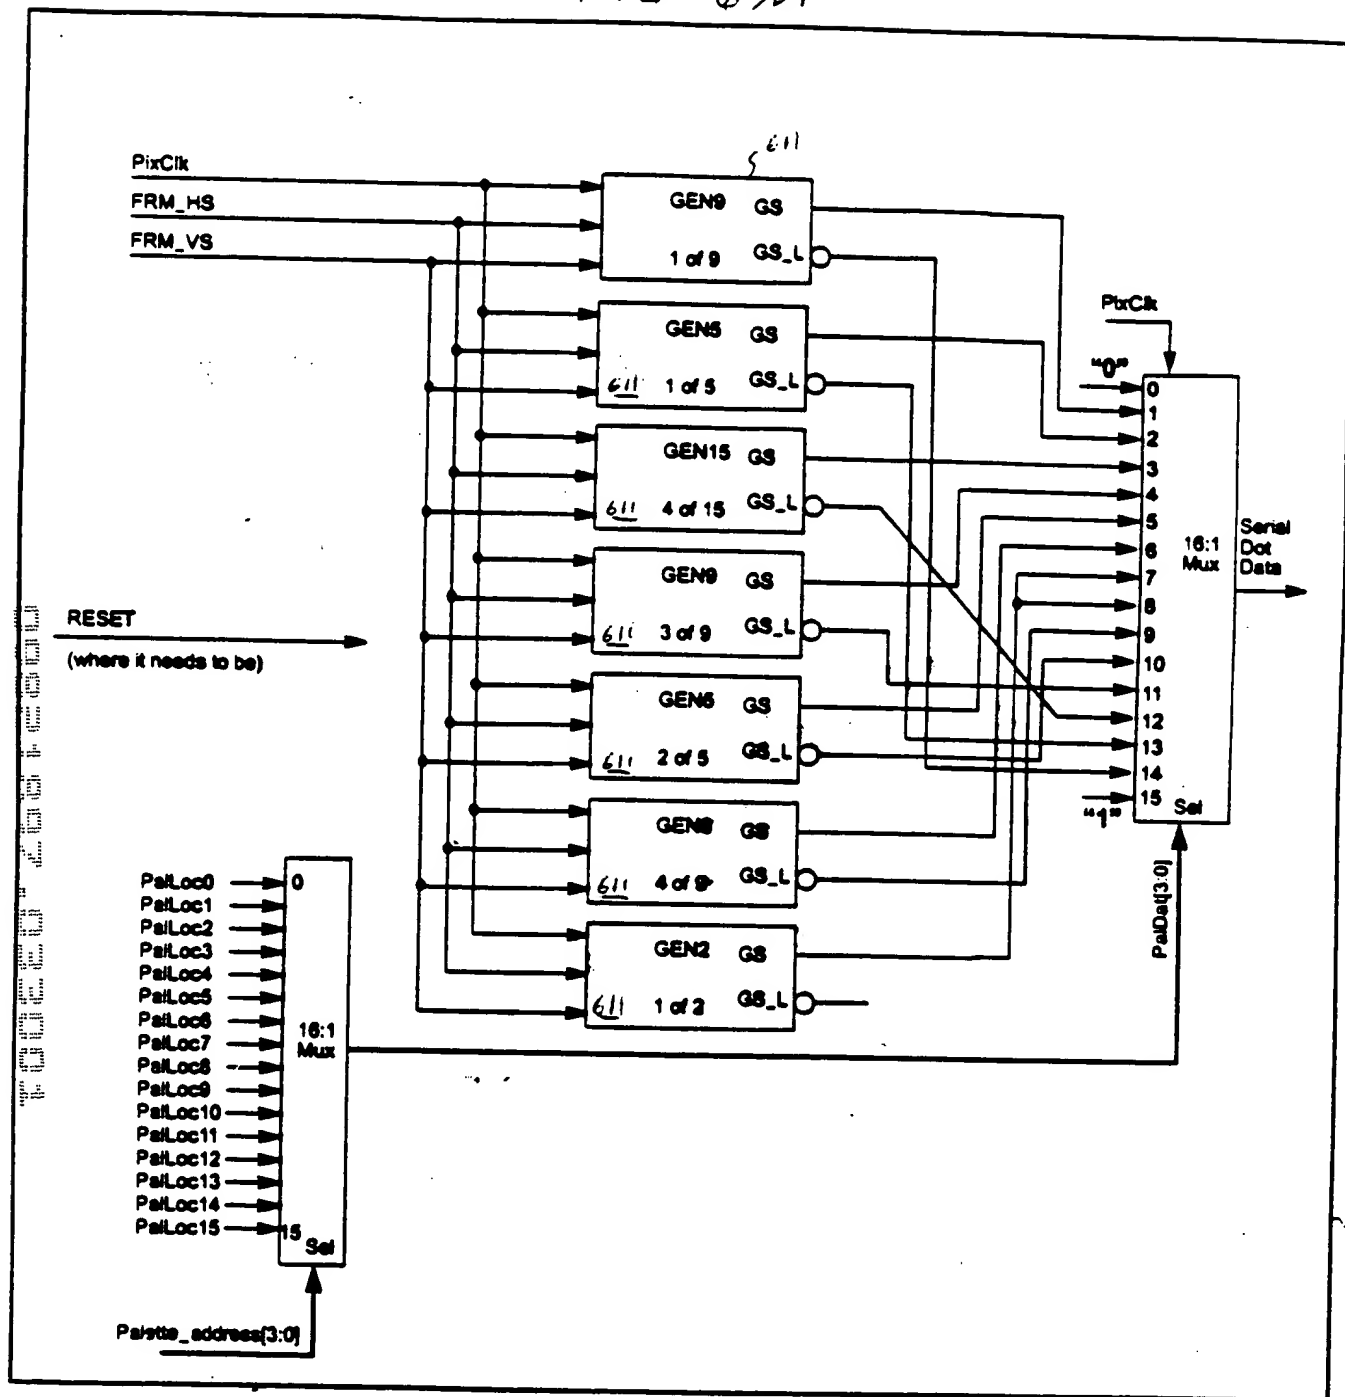 PixClk
FRM_HS
FRM_VS
611
GEN9 GS
1 of 9 GS_L
GEN5 GS
611 1 of 5 GS_L
GEN15 GS
611 4 of 15 GS_L
GEN9 GS
611 3 of 9 GS_L
GEN5 GS
611 2 of 5 GS_L
GS
611 4 of 9 GS_L
GEN2 GS
611 1 of 2 GS_L
RESET
(where it needs to be)
PixClk
"0"
0
1
2
3
4
5
6
7
8
9
10
11
12
13
14
15
"1"
16:1
Mux
Sel
Serial
Dot
Data
PalDat[3:0]
PalLoc0
PalLoc1
PalLoc2
PalLoc3
PalLoc4
PalLoc5
PalLoc6
PalLoc7
PalLoc8
PalLoc9
PalLoc10
PalLoc11
PalLoc12
PalLoc13
PalLoc14
PalLoc15
0
16:1
Mux
15
Sel
Palette_address[3:0]